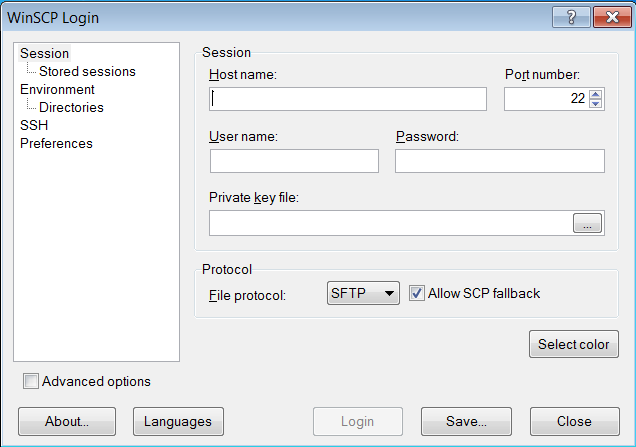 WinSCP Login
?
Session
Stored sessions
Environment
Directories
SSH
Preferences
Session
Host name:
Port number:
22
User name:
Password:
Private key file:
...
Protocol
File protocol:
SFTP
Allow SCP fallback
Select color
Advanced options
About...
Languages
Login
Save...
Close